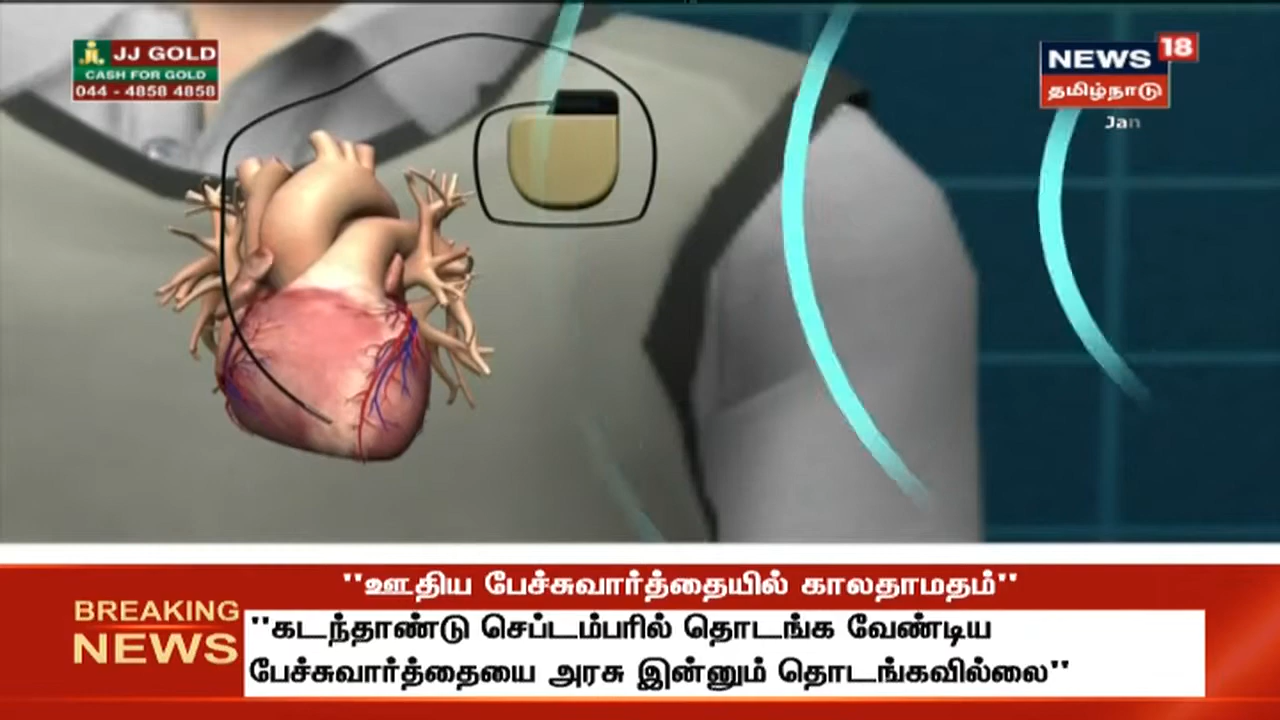 JJ GOLD
CASH FOR GOLD
044 - 4858 4858
NEWS 18
தமிழ்நாடு
Jan
"ஊதிய பேச்சுவார்த்தையில் காலதாமதம்"
BREAKING
NEWS
"கடந்தாண்டு செப்டம்பரில் தொடங்க வேண்டிய
பேச்சுவார்த்தையை அரசு இன்னும் தொடங்கவில்லை"